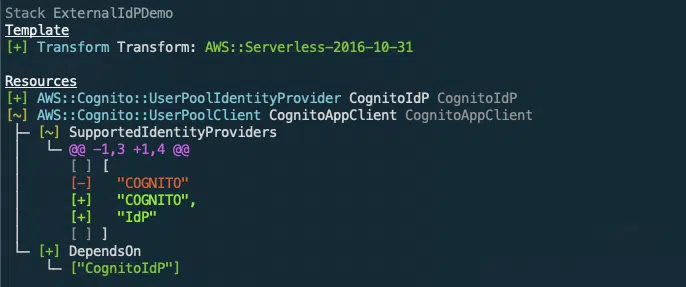 Stack ExternalIdPDemo
Template
[+] Transform Transform: AWS::Serverless-2016-10-31
Resources
[+] AWS::Cognito::UserPoolIdentityProvider CognitoIdP CognitoIdP
[~] AWS::Cognito::UserPoolClient CognitoAppClient CognitoAppClient
├─ [~] SupportedIdentityProviders
│   └─ @@ -1,3 +1,4 @@
│      [ ] [
│      [-]   "COGNITO"
│      [+]   "COGNITO",
│      [+]   "IdP"
│      [ ] ]
└─ [+] DependsOn
    └─ ["CognitoIdP"]